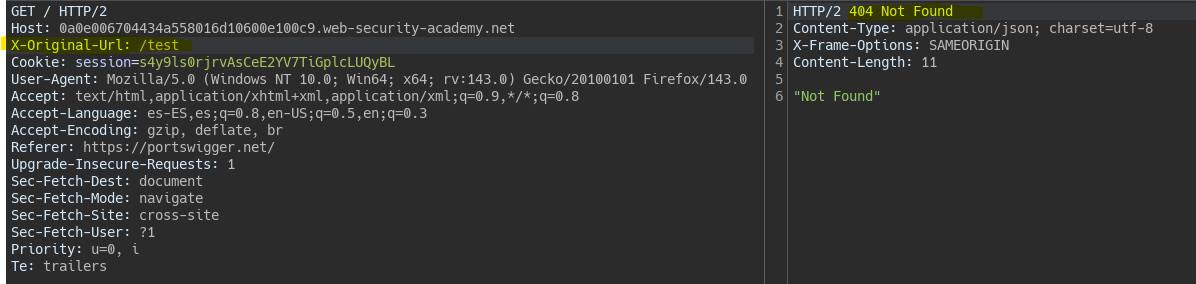 GET / HTTP/2
Host: 0a0e006704434a558016d10600e100c9.web-security-academy.net
X-Original-Url: /test
Cookie: session=s4y9ls0rjrvAsCeE2YV7TiGplcLUQyBL
User-Agent: Mozilla/5.0 (Windows NT 10.0; Win64; x64; rv:143.0) Gecko/20100101 Firefox/143.0
Accept: text/html,application/xhtml+xml,application/xml;q=0.9,*/*;q=0.8
Accept-Language: es-ES,es;q=0.8,en-US;q=0.5,en;q=0.3
Accept-Encoding: gzip, deflate, br
Referer: https://portswigger.net/
Upgrade-Insecure-Requests: 1
Sec-Fetch-Dest: document
Sec-Fetch-Mode: navigate
Sec-Fetch-Site: cross-site
Sec-Fetch-User: ?1
Priority: u=0, i
Te: trailers
1 HTTP/2 404 Not Found
2 Content-Type: application/json; charset=utf-8
3 X-Frame-Options: SAMEORIGIN
4 Content-Length: 11
5
6 "Not Found"